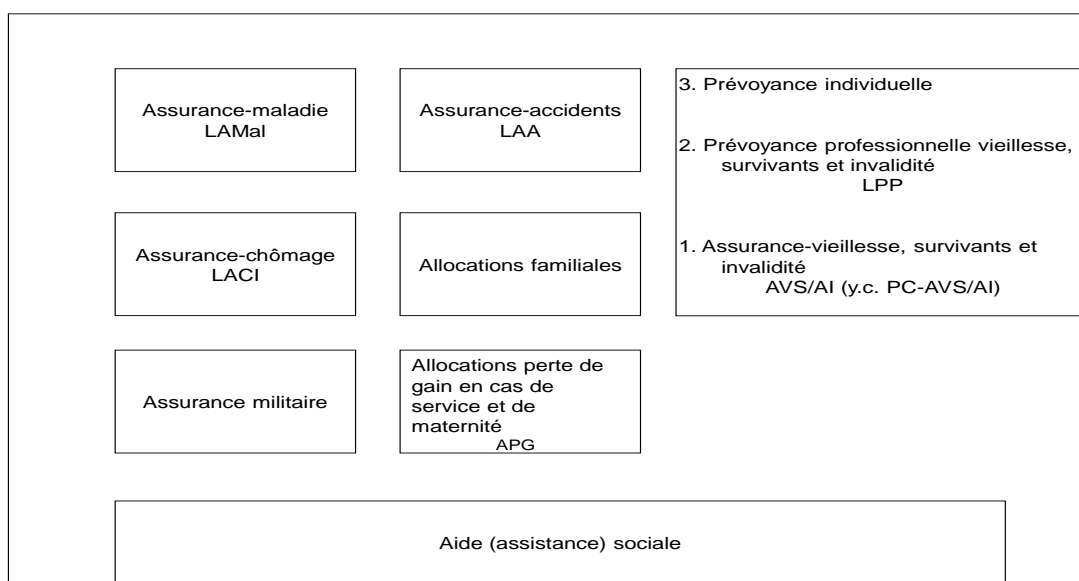 Assurance-maladie
LAMal
Assurance-accidents
LAA
3. Prévoyance individuelle
2. Prévoyance professionnelle vieillesse,
survivants et invalidité
LPP
1. Assurance-vieillesse, survivants et
invalidité
AVS/AI (y.c. PC-AVS/AI)
Assurance-chômage
LACI
Allocations familiales
Assurance militaire
Allocations perte de
gain en cas de
service et de
maternité
APG
Aide (assistance) sociale